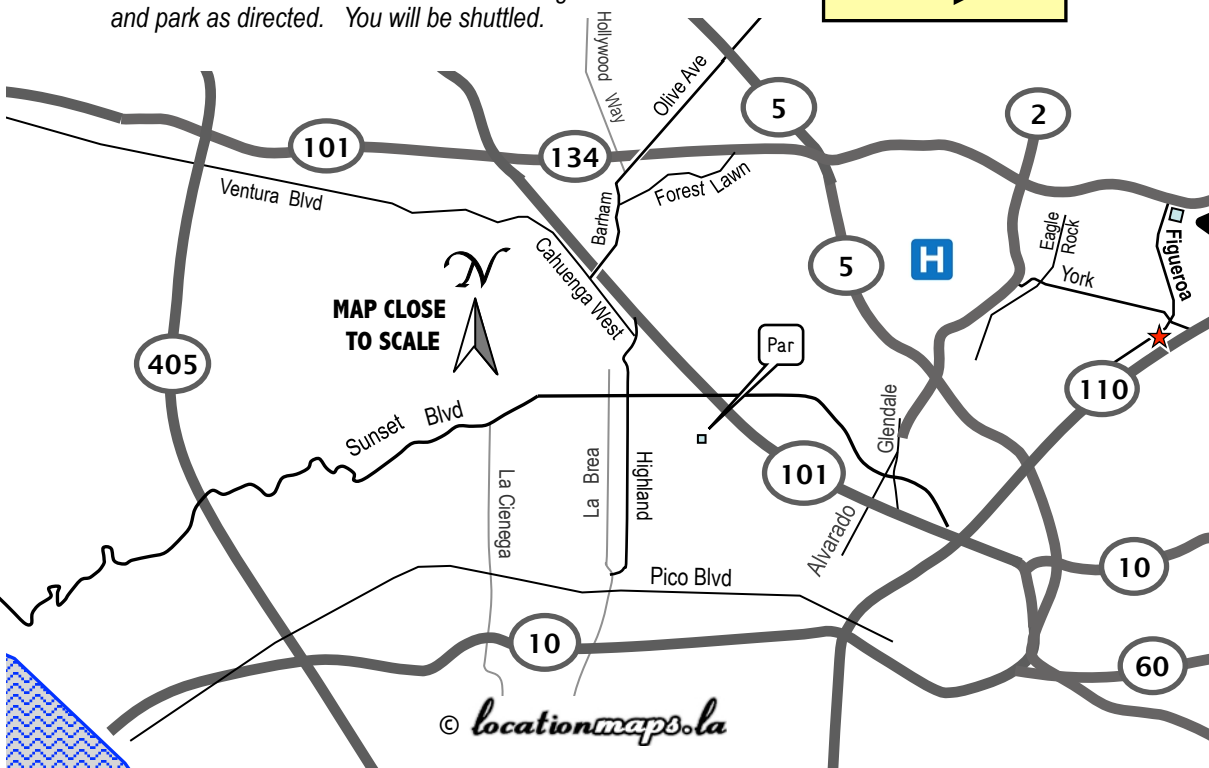 and park as directed. You will be shuttled.
Hollywood Way
Olive Ave
5
2
101
134
Ventura Blvd
Barham
Forest Lawn
Eagle
Rock
Figueroa
H
5
York
Cahuenga West
N
MAP CLOSE
TO SCALE
Par
405
110
Sunset Blvd
Glendale
La Cienega
La Brea
Highland
101
Alvarado
Pico Blvd
10
10
60
© locationmaps.la